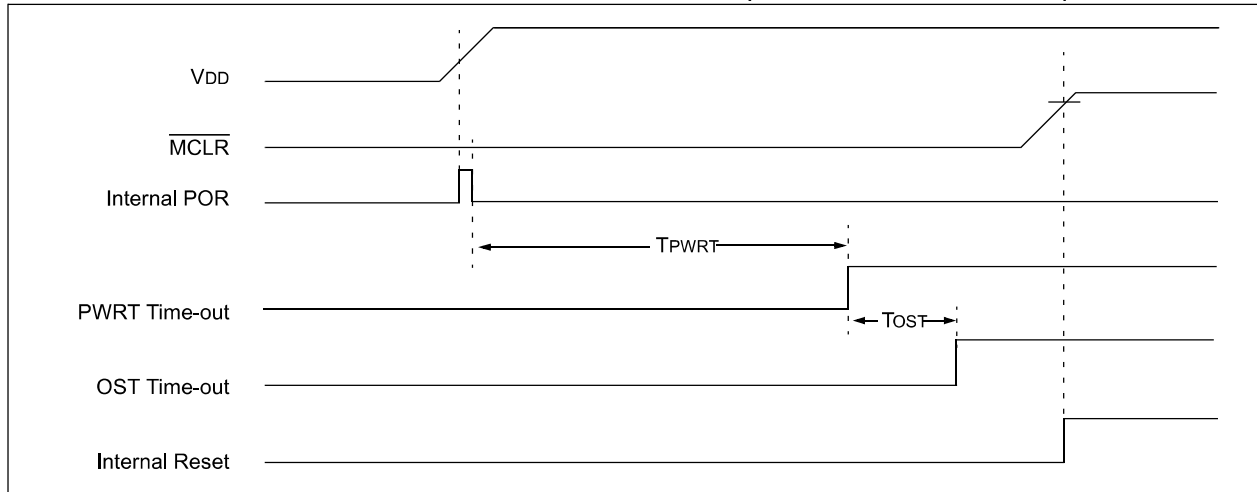 VDD
MCLR
Internal POR
TPWRT
PWRT Time-out
TOST
OST Time-out
Internal Reset